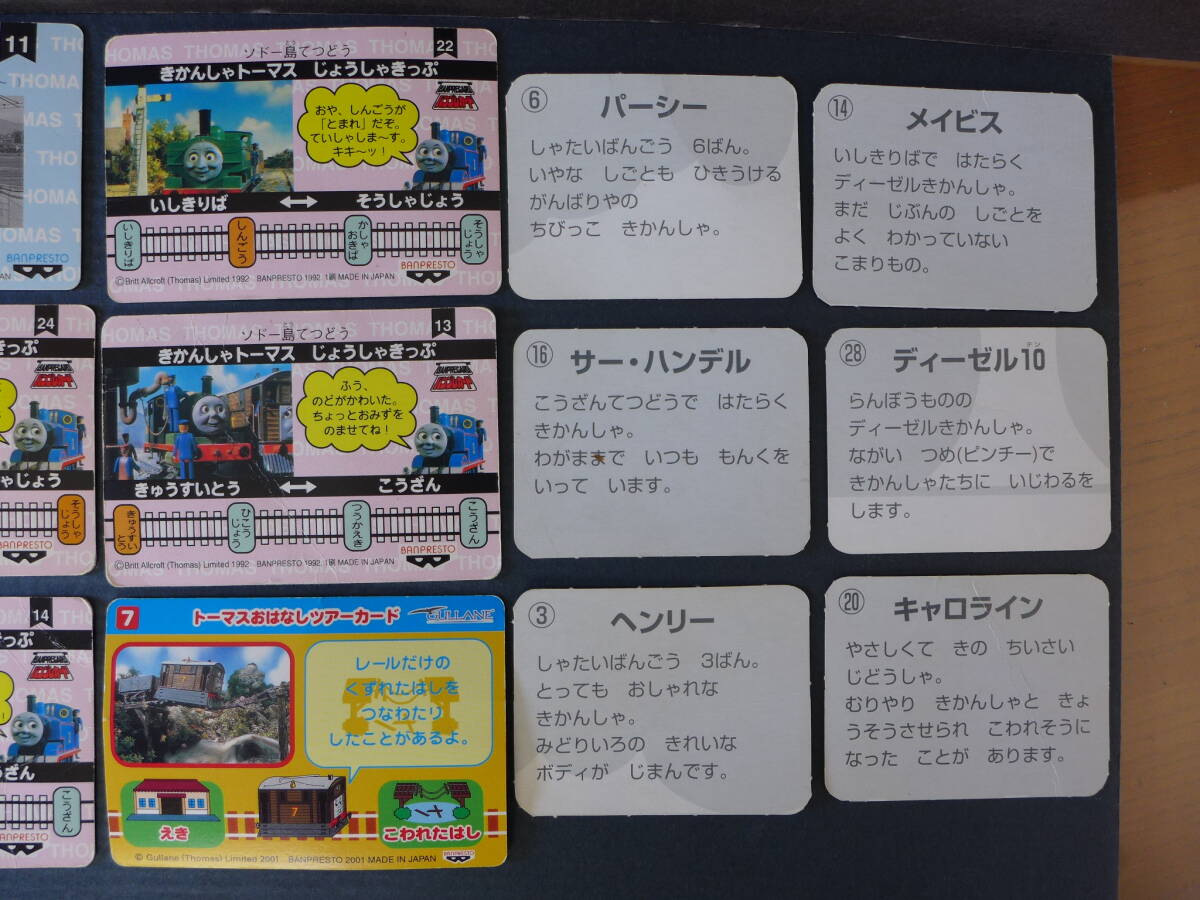 11
THOMAS
BANPRESTO
24
きっぷ
ゃじょう
そうしゃじょう
BANPRESTO
14
きっぷ
うざん
こうざん
BANPRESTO
THOMAS THOMAS THOMAS
22
ソドー島てつどう
きかんしゃトーマス じょうしゃきっぷ
BANPRESTO
おや、しんごうが
「とまれ」だぞ。
ていしゃしま〜す。
キキ〜ッ！
いしきりば ⟷ そうしゃじょう
いしきりば
しんごう
かしゃおきば
そうしゃじょう
BANPRESTO
©Britt Allcroft (Thomas) Limited 1992 BANPRESTO 1992 1刷 MADE IN JAPAN
THOMAS THOMAS THOMAS
13
ソドー島てつどう
きかんしゃトーマス じょうしゃきっぷ
BANPRESTO
ふう、
のどがかわいた。
ちょっとおみずを
のませてね！
きゅうすいとう ⟷ こうざん
きゅうすいとう
ひこうじょう
つうかえき
こうざん
BANPRESTO
©Britt Allcroft (Thomas) Limited 1992 BANPRESTO 1992 1刷 MADE IN JAPAN
7
トーマスおはなしツアーカード
GULLANE
レールだけの
くずれたはしを
つなわたり
したことがあるよ。
7
7
えき
こわれたはし
© Gullane (Thomas) Limited 2001 BANPRESTO 2001 MADE IN JAPAN
BANPRESTO
⑥ パーシー
しゃたいばんごう 6ばん。
いやな しごとも ひきうける
がんばりやの
ちびっこ きかんしゃ。
⑯ サー・ハンデル
こうざんてつどうで はたらく
きかんしゃ。
わがままで いつも もんくを
いって います。
③ ヘンリー
しゃたいばんごう 3ばん。
とっても おしゃれな
きかんしゃ。
みどりいろの きれいな
ボディが じまんです。
⑭ メイビス
いしきりばで はたらく
ディーゼルきかんしゃ。
まだ じぶんの しごとを
よく わかっていない
こまりもの。
㉘ ディーゼル10
テン
らんぼうものの
ディーゼルきかんしゃ。
ながい つめ(ピンチー)で
きかんしゃたちに いじわるを
します。
⑳ キャロライン
やさしくて きの ちいさい
じどうしゃ。
むりやり きかんしゃと きょ
うそうさせられ こわれそうに
なった ことが あります。